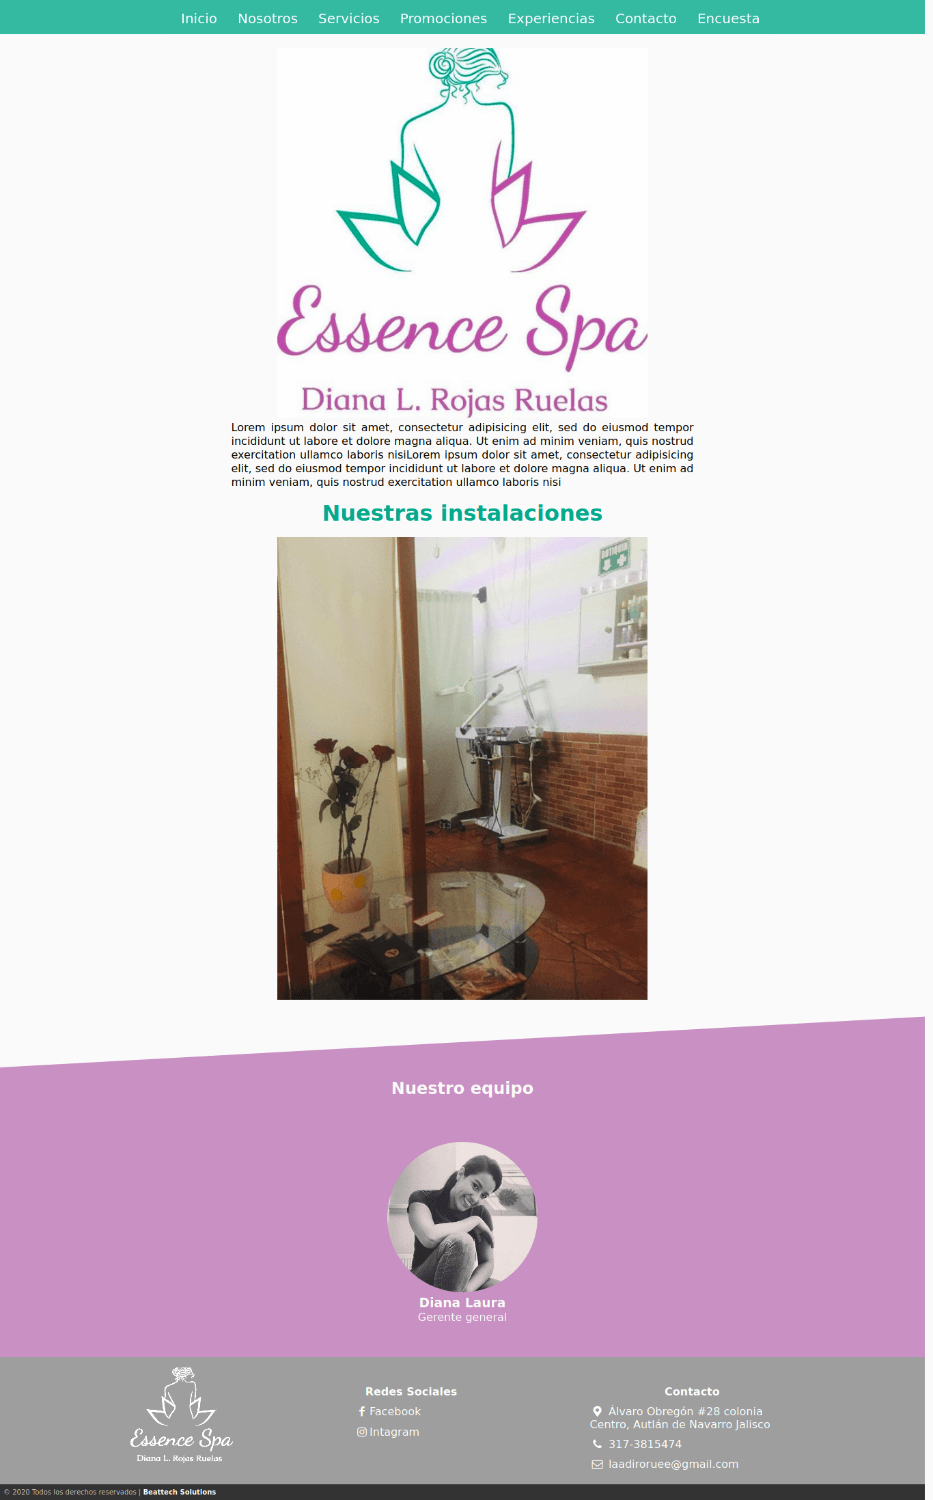 Inicio Nosotros Servicios Promociones Experiencias Contacto Encuesta
Essence Spa
Diana L. Rojas Ruelas
Lorem ipsum dolor sit amet, consectetur adipisicing elit, sed do eiusmod tempor
incididunt ut labore et dolore magna aliqua. Ut enim ad minim veniam, quis nostrud
exercitation ullamco laboris nisiLorem ipsum dolor sit amet, consectetur adipisicing
elit, sed do eiusmod tempor incididunt ut labore et dolore magna aliqua. Ut enim ad
minim veniam, quis nostrud exercitation ullamco laboris nisi
Nuestras instalaciones
BOTIQUIN
Nuestro equipo
Diana Laura
Gerente general
Essence Spa
Diana L. Rojas Ruelas
Redes Sociales
Facebook
Intagram
Contacto
Álvaro Obregón #28 colonia
Centro, Autlán de Navarro Jalisco
317-3815474
laadiroruee@gmail.com
© 2020 Todos los derechos reservados | Beattech Solutions